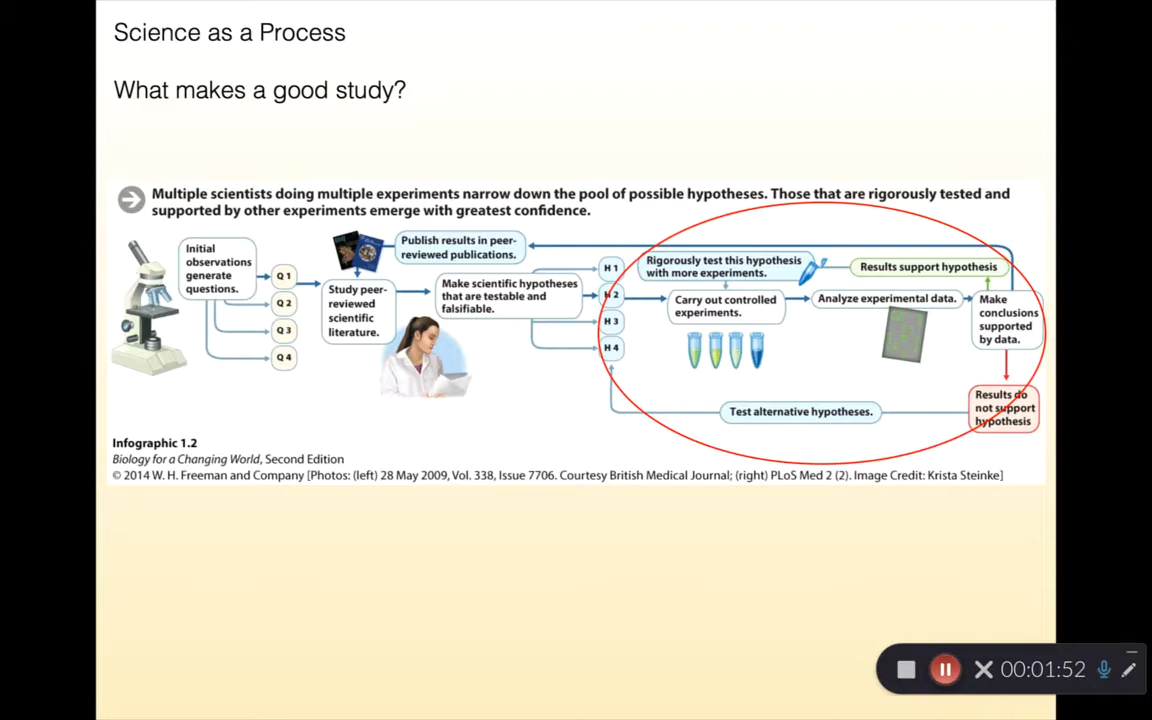 Science as a Process
What makes a good study?
Multiple scientists doing multiple experiments narrow down the pool of possible hypotheses. Those that are rigorously tested and
supported by other experiments emerge with greatest confidence.
Initial
observations
generate
questions.
Q 1
Q 2
Q 3
Q 4
Publish results in peer-
reviewed publications.
Study peer-
reviewed
scientific
literature.
Make scientific hypotheses
that are testable and
falsifiable.
H 1
H 2
H 3
H 4
Rigorously test this hypothesis
with more experiments.
Carry out controlled
experiments.
Analyze experimental data.
Results support hypothesis
Make
conclusions
supported
by data.
Results do
not support
hypothesis
Test alternative hypotheses.
Infographic 1.2
Biology for a Changing World, Second Edition
© 2014 W. H. Freeman and Company [Photos: (left) 28 May 2009, Vol. 338, Issue 7706. Courtesy British Medical Journal; (right) PLoS Med 2 (2). Image Credit: Krista Steinke]
00:01:52